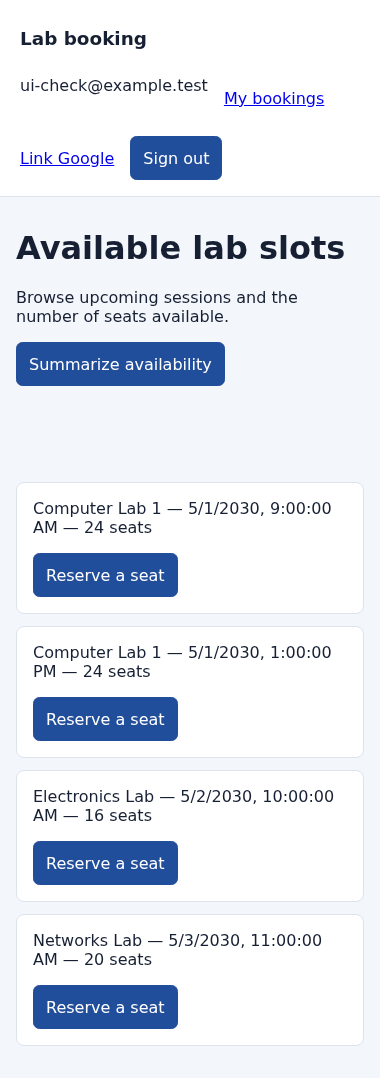 Lab booking
ui-check@example.test
My bookings
Link Google
Sign out
Available lab slots
Browse upcoming sessions and the
number of seats available.
Summarize availability
Computer Lab 1 — 5/1/2030, 9:00:00
AM — 24 seats
Reserve a seat
Computer Lab 1 — 5/1/2030, 1:00:00
PM — 24 seats
Reserve a seat
Electronics Lab — 5/2/2030, 10:00:00
AM — 16 seats
Reserve a seat
Networks Lab — 5/3/2030, 11:00:00
AM — 20 seats
Reserve a seat